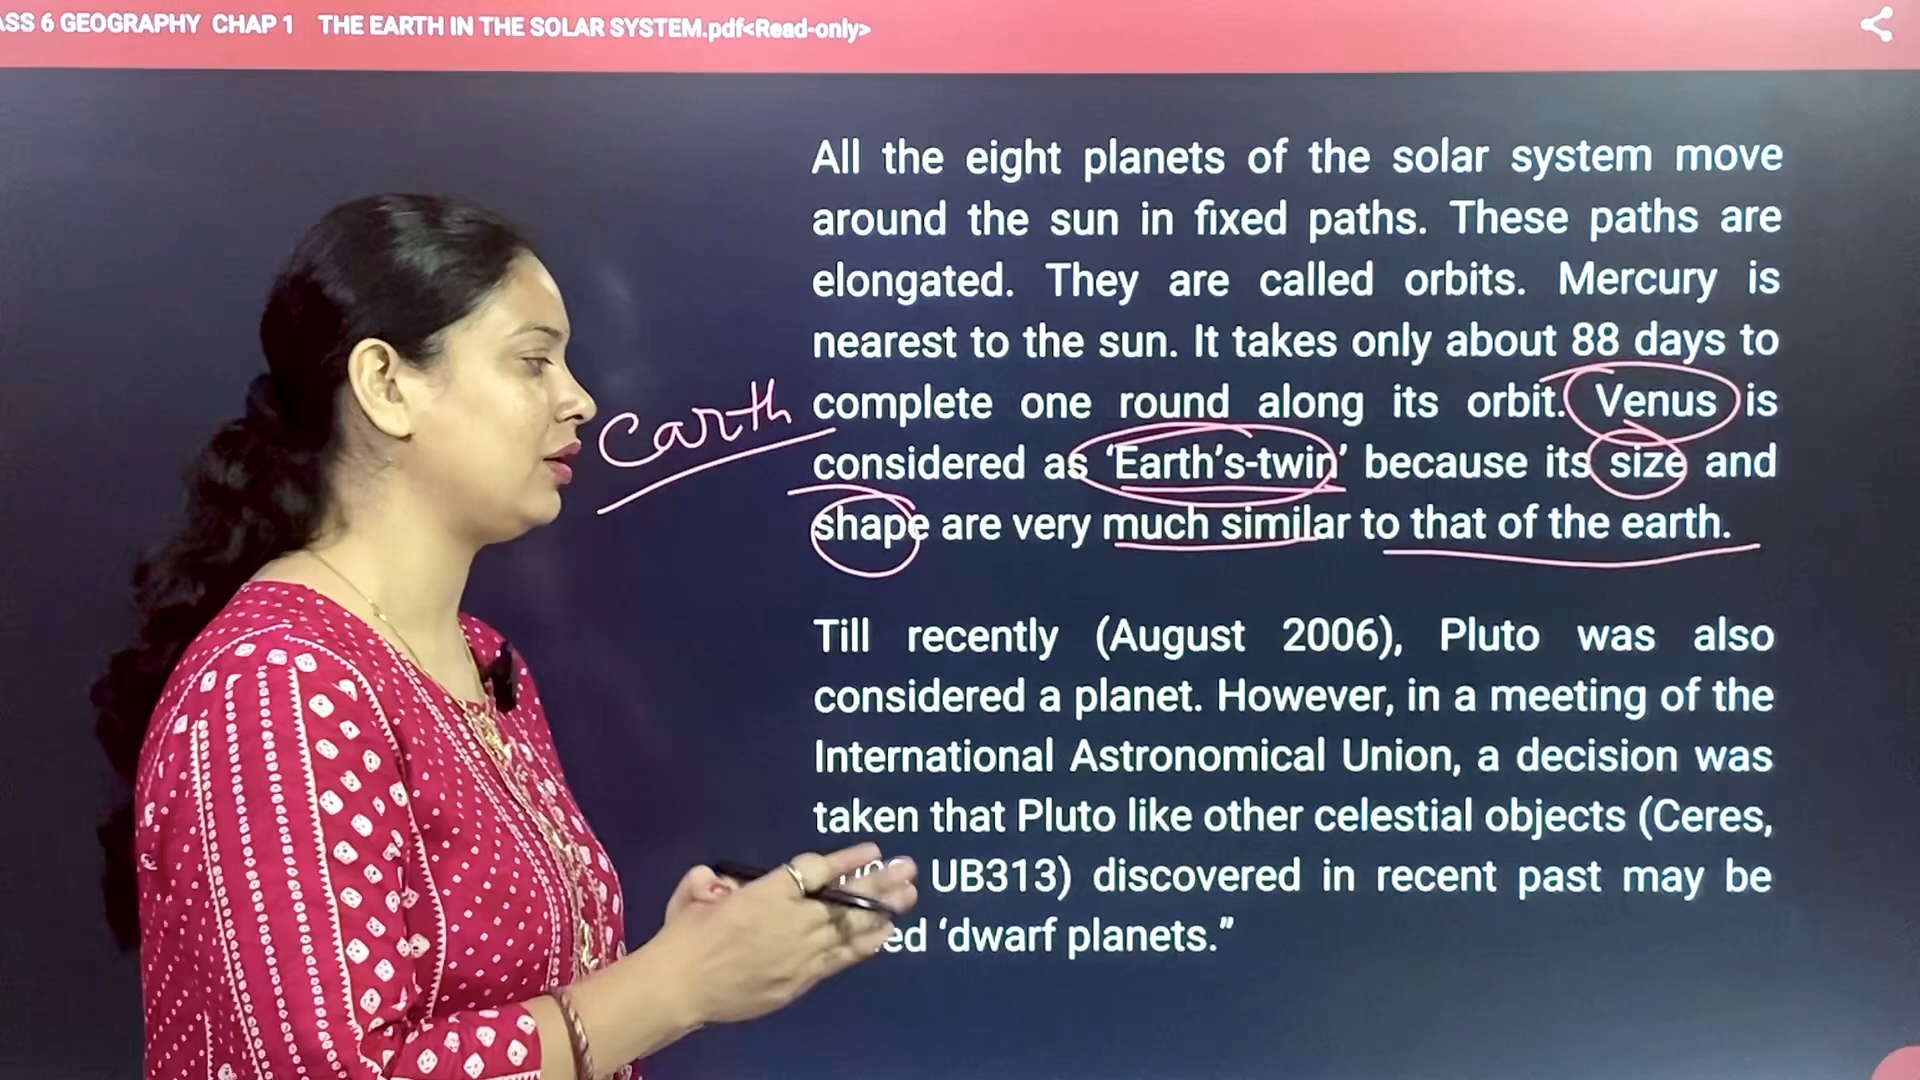 ASS 6 GEOGRAPHY CHAP 1 THE EARTH IN THE SOLAR SYSTEM.pdf<Read-only>
All the eight planets of the solar system move
around the sun in fixed paths. These paths are
elongated. They are called orbits. Mercury is
nearest to the sun. It takes only about 88 days to
earth
complete one round along its orbit. Venus is
considered as ‘Earth’s-twin’ because its size and
shape are very much similar to that of the earth.
Till recently (August 2006), Pluto was also
considered a planet. However, in a meeting of the
International Astronomical Union, a decision was
taken that Pluto like other celestial objects (Ceres,
UB313) discovered in recent past may be
ed ‘dwarf planets.”